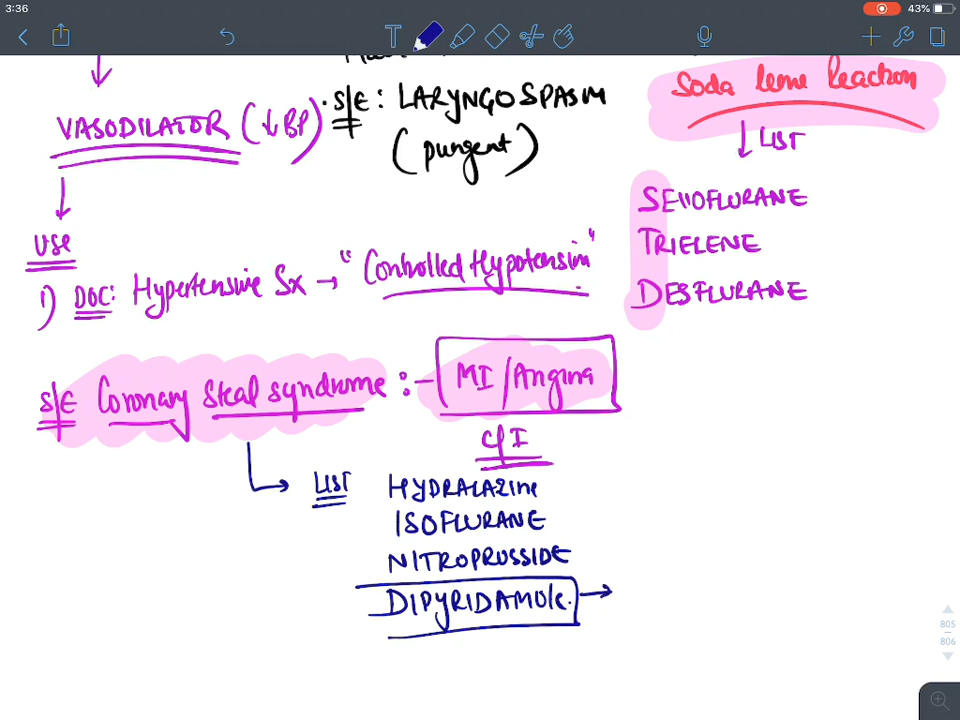 3:36
43%
T
VASODILATOR (↓BP)
USE
1) DOC: Hypertensive Sx → "Controlled Hypotension"
S/E Coronary Steal syndrome :- MI/Angina
C/I
LIST HYDRALAZINE
ISOFLURANE
NITROPRUSSIDE
DIPYRIDAMOLE. →
• S/E : LARYNGOSPASM
(pungent)
Soda lime Reaction
↓ LIST
SEVOFLURANE
TRIELENE
DESFLURANE
805
806